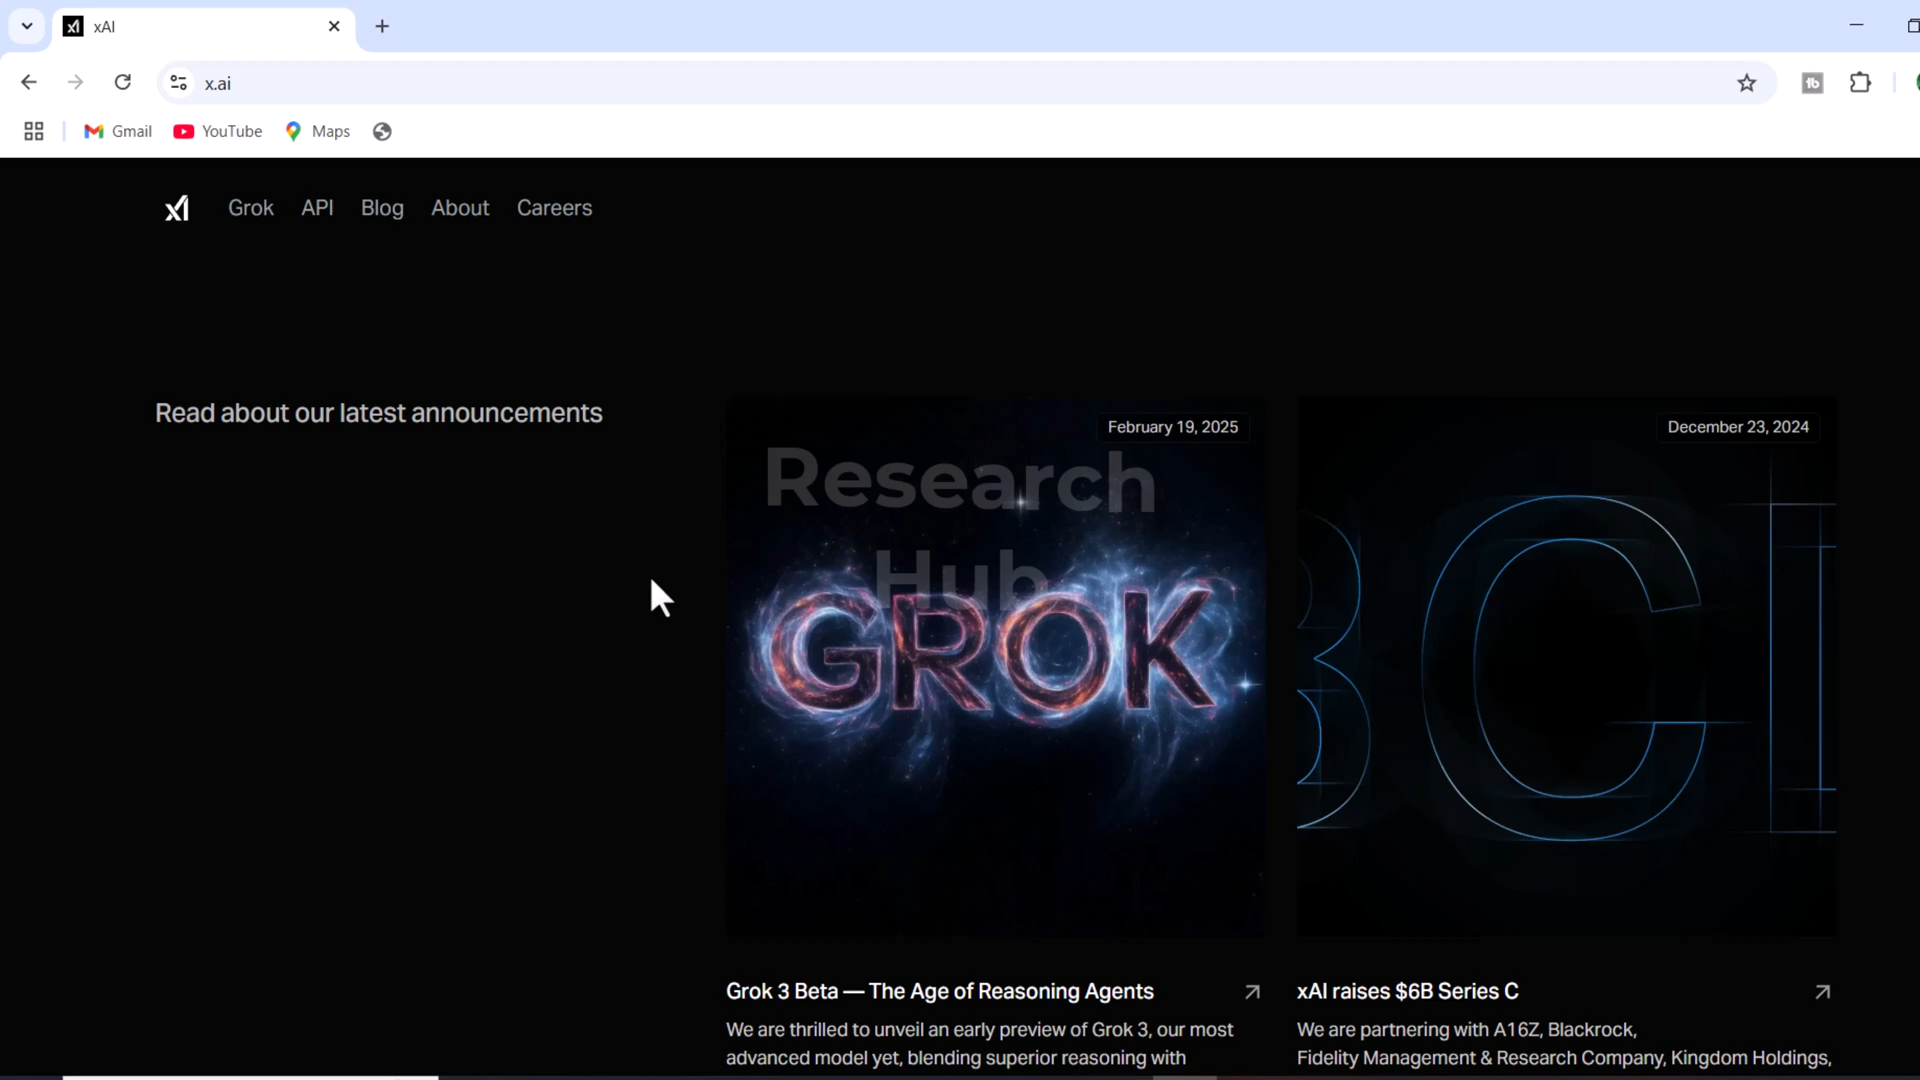 xAI
x.ai
Gmail YouTube Maps
xI Grok API Blog About Careers
Read about our latest announcements
February 19, 2025
Research
Hub
GROK
Grok 3 Beta — The Age of Reasoning Agents
We are thrilled to unveil an early preview of Grok 3, our most
advanced model yet, blending superior reasoning with
December 23, 2024
C
xAI raises $6B Series C
We are partnering with A16Z, Blackrock,
Fidelity Management & Research Company, Kingdom Holdings,